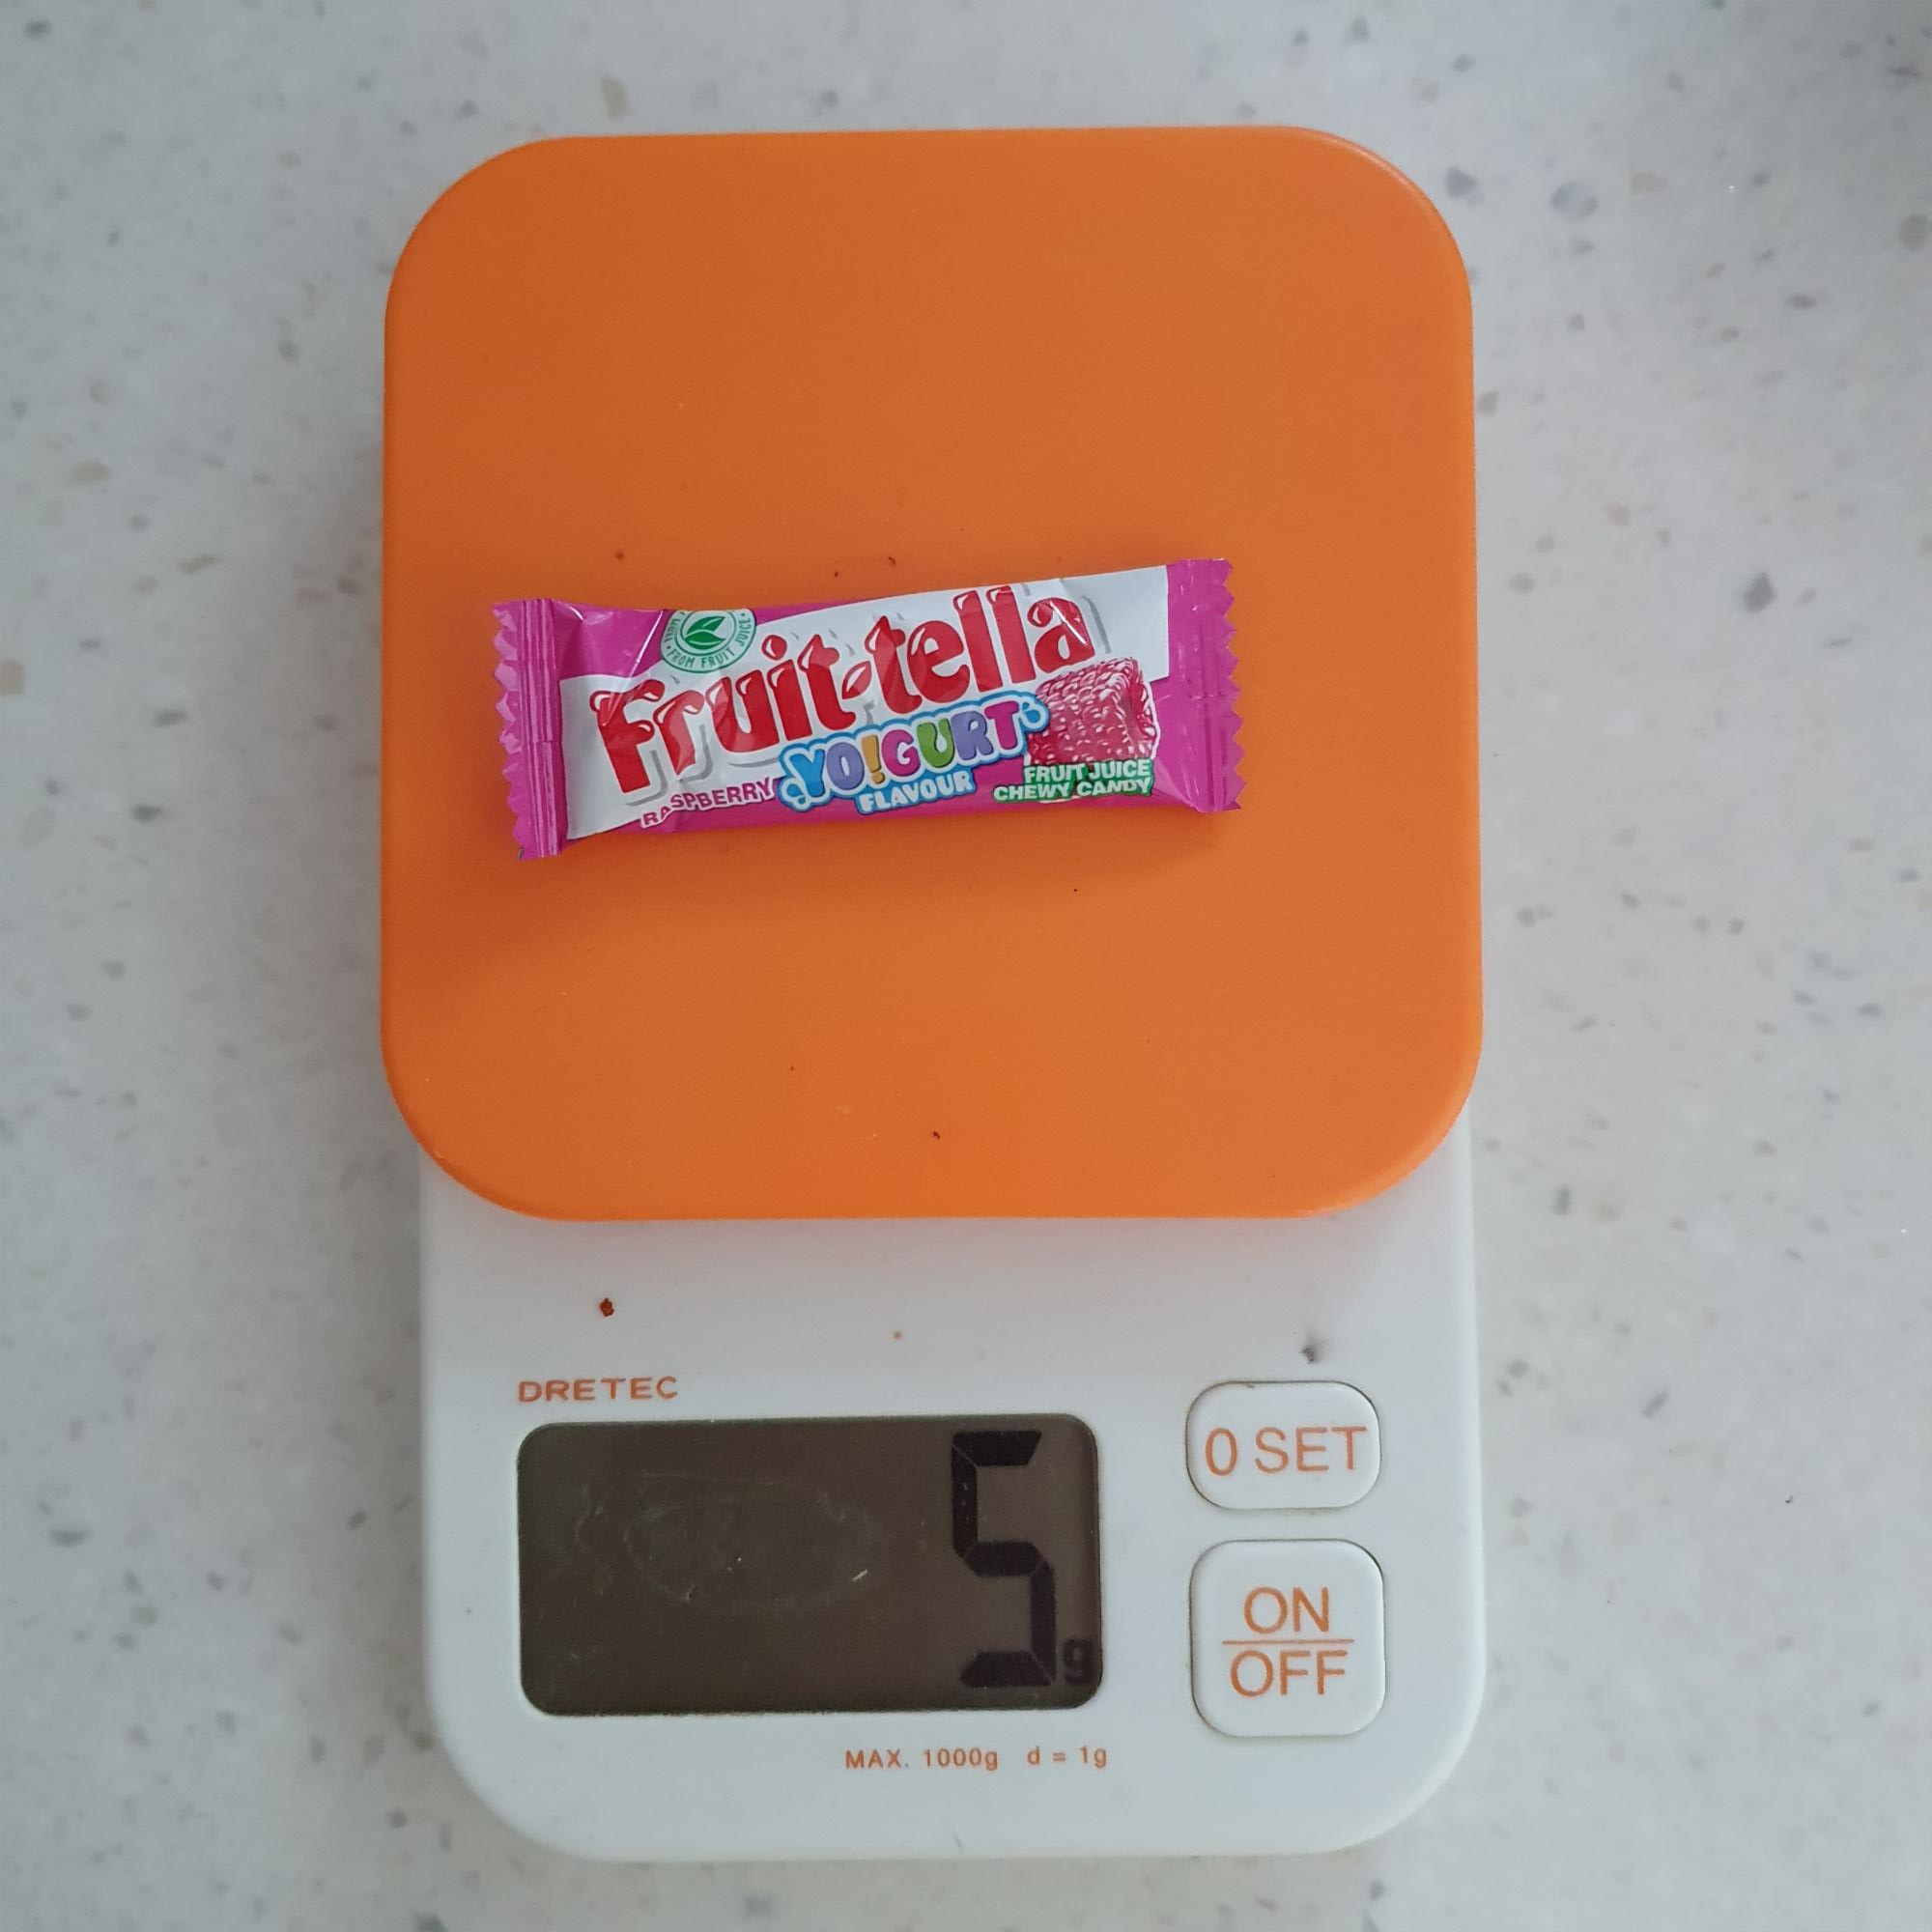 FROM FRUIT JUICE
Fruit-tella
YO!GURT
RASPBERRY
FLAVOUR
FRUIT JUICE
CHEWY CANDY
DRETEC
5g
0 SET
ON
OFF
MAX. 1000g d = 1g